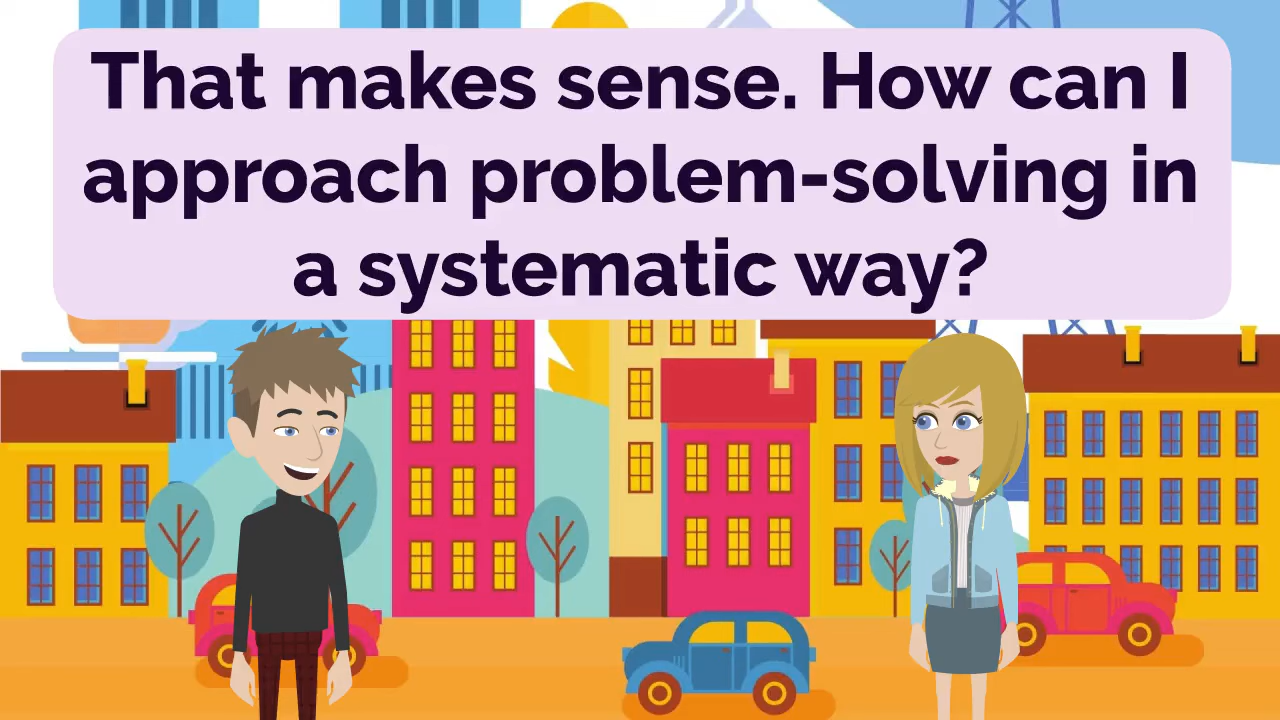 That makes sense. How can I
approach problem-solving in
a systematic way?